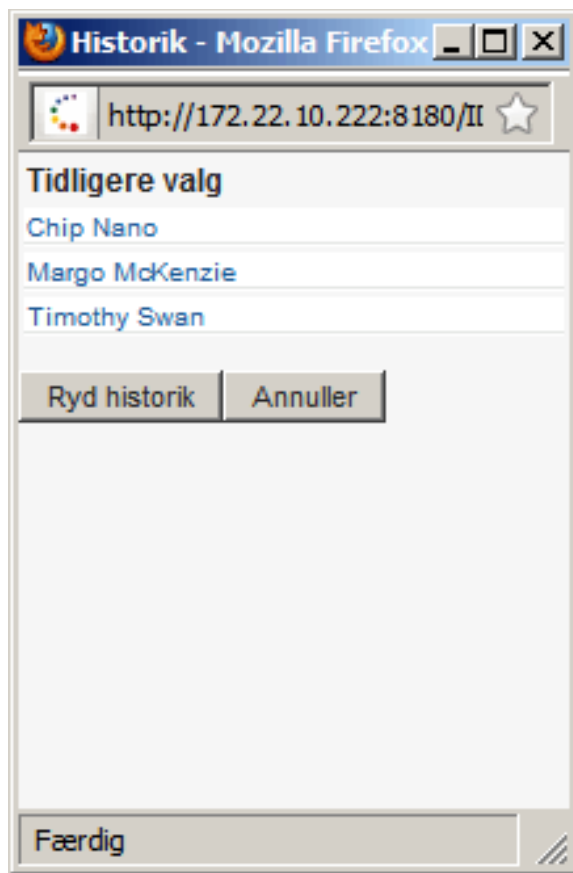 Historik - Mozilla Firefox
http://172.22.10.222:8180/II
Tidligere valg
Chip Nano
Margo McKenzie
Timothy Swan
Ryd historik Annuller
Færdig